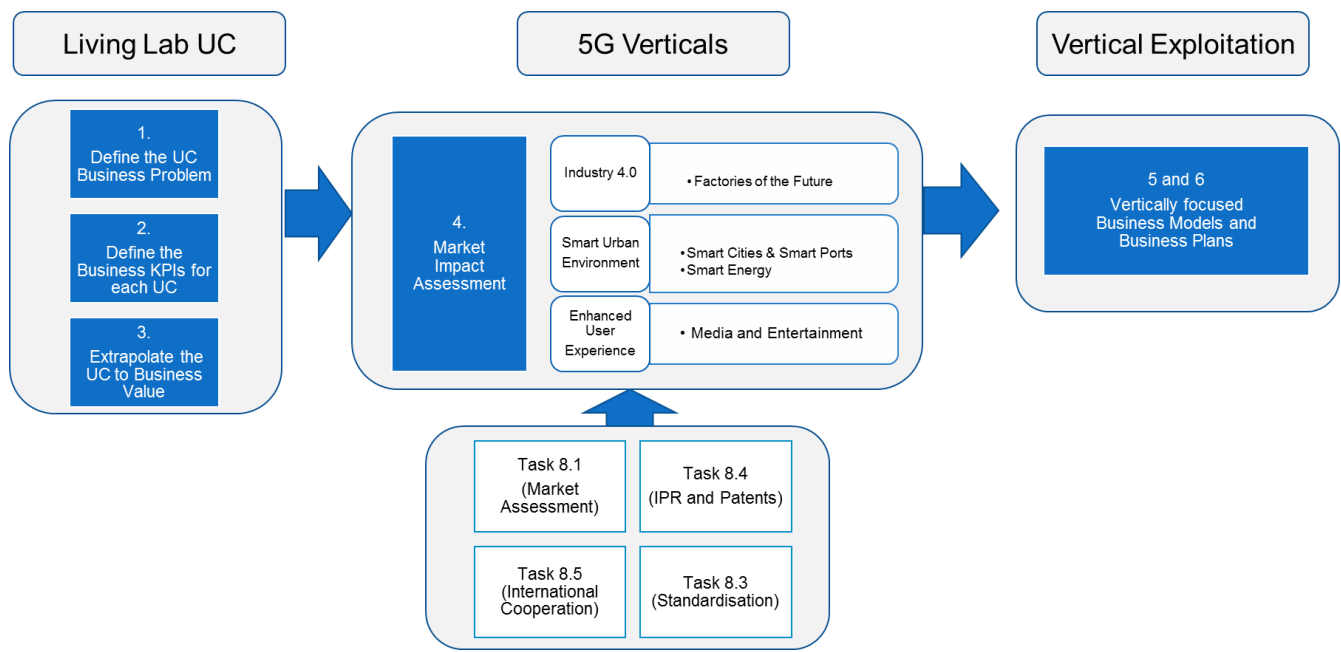 Living Lab UC
5G Verticals
Vertical Exploitation
1.
Define the UC
Business Problem
2.
Define the
Business KPIs for
each UC
3.
Extrapolate the
UC to Business
Value
4.
Market
Impact
Assessment
Industry 4.0
• Factories of the Future
Smart Urban
Environment
• Smart Cities & Smart Ports
• Smart Energy
Enhanced
User
Experience
• Media and Entertainment
5 and 6
Vertically focused
Business Models and
Business Plans
Task 8.1
(Market
Assessment)
Task 8.4
(IPR and Patents)
Task 8.5
(International
Cooperation)
Task 8.3
(Standardisation)